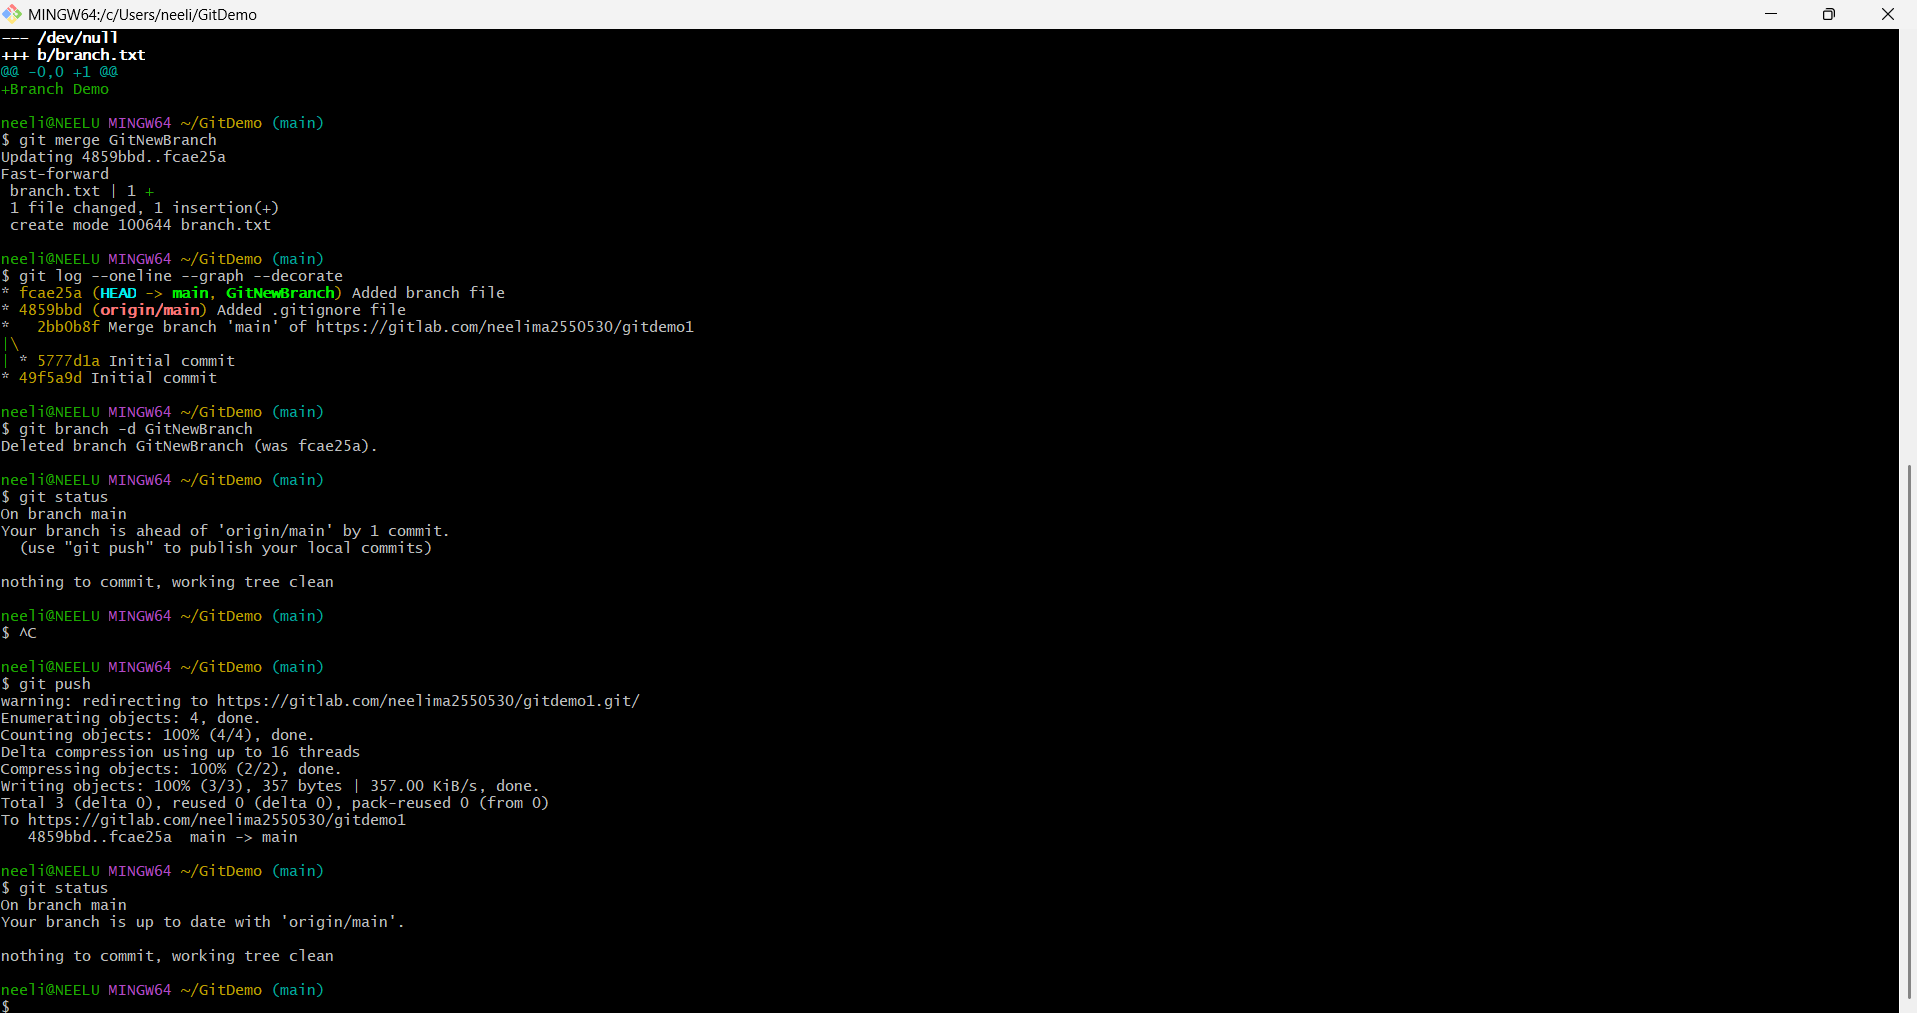 MINGW64:/c/Users/neeli/GitDemo
--- /dev/null
+++ b/branch.txt
@@ -0,0 +1 @@
+Branch Demo
neeli@NEELU MINGW64 ~/GitDemo (main)
$ git merge GitNewBranch
Updating 4859bbd..fcae25a
Fast-forward
 branch.txt | 1 +
 1 file changed, 1 insertion(+)
 create mode 100644 branch.txt
neeli@NEELU MINGW64 ~/GitDemo (main)
$ git log --oneline --graph --decorate
* fcae25a (HEAD -> main, GitNewBranch) Added branch file
* 4859bbd (origin/main) Added .gitignore file
*   2bb0b8f Merge branch 'main' of https://gitlab.com/neelima2550530/gitdemo1
|\
| * 5777d1a Initial commit
* 49f5a9d Initial commit
neeli@NEELU MINGW64 ~/GitDemo (main)
$ git branch -d GitNewBranch
Deleted branch GitNewBranch (was fcae25a).
neeli@NEELU MINGW64 ~/GitDemo (main)
$ git status
On branch main
Your branch is ahead of 'origin/main' by 1 commit.
  (use "git push" to publish your local commits)
nothing to commit, working tree clean
neeli@NEELU MINGW64 ~/GitDemo (main)
$ ^C
neeli@NEELU MINGW64 ~/GitDemo (main)
$ git push
warning: redirecting to https://gitlab.com/neelima2550530/gitdemo1.git/
Enumerating objects: 4, done.
Counting objects: 100% (4/4), done.
Delta compression using up to 16 threads
Compressing objects: 100% (2/2), done.
Writing objects: 100% (3/3), 357 bytes | 357.00 KiB/s, done.
Total 3 (delta 0), reused 0 (delta 0), pack-reused 0 (from 0)
To https://gitlab.com/neelima2550530/gitdemo1
   4859bbd..fcae25a  main -> main
neeli@NEELU MINGW64 ~/GitDemo (main)
$ git status
On branch main
Your branch is up to date with 'origin/main'.
nothing to commit, working tree clean
neeli@NEELU MINGW64 ~/GitDemo (main)
$